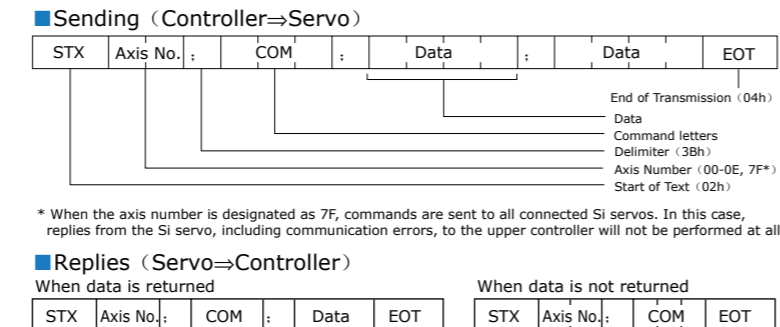 ■Sending（Controller⇒Servo）
STX Axis No. ; COM ; Data ; Data EOT
End of Transmission（04h）
Data
Command letters
Delimiter（3Bh）
Axis Number（00-0E, 7F*）
Start of Text（02h）
* When the axis number is designated as 7F, commands are sent to all connected Si servos. In this case,
replies from the Si servo, including communication errors, to the upper controller will not be performed at all
■Replies（Servo⇒Controller）
When data is returned
When data is not returned
STX Axis No. ; COM ; Data EOT
STX Axis No. ; COM EOT